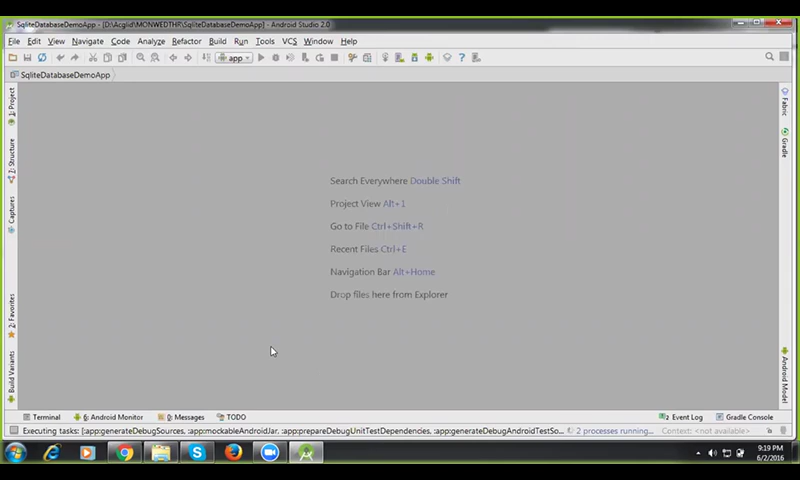 SqliteDatabaseDemoApp - [D:\Acglid\MONWEDTHR\SqliteDatabaseDemoApp] - Android Studio 2.0
File Edit View Navigate Code Analyze Refactor Build Run Tools VCS Window Help
app
SqliteDatabaseDemoApp
1: Project
7: Structure
Captures
2: Favorites
Build Variants
Search Everywhere Double Shift
Project View Alt+1
Go to File Ctrl+Shift+R
Recent Files Ctrl+E
Navigation Bar Alt+Home
Drop files here from Explorer
Fabric
Gradle
Android Model
Terminal 6: Android Monitor 0: Messages TODO Event Log Gradle Console
Executing tasks: [:app:generateDebugSources, :app:mockableAndroidJar, :app:prepareDebugUnitTestDependencies, :app:generateDebugAndroidTestSo... 2 processes running... Context: <not available>
9:19 PM
6/2/2016